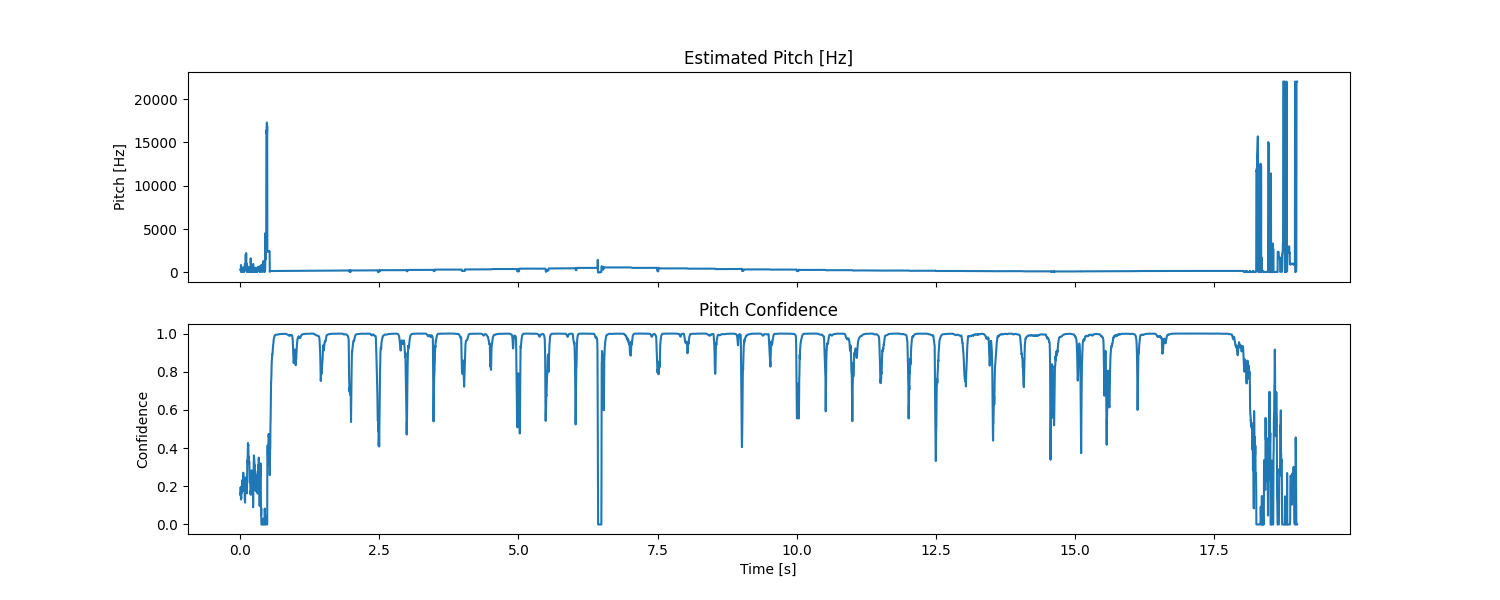 Estimated Pitch [Hz]
20000
15000
10000
5000
0
Pitch [Hz]
Pitch Confidence
1.0
0.8
0.6
0.4
0.2
0.0
Confidence
0.0 2.5 5.0 7.5 10.0 12.5 15.0 17.5
Time [s]